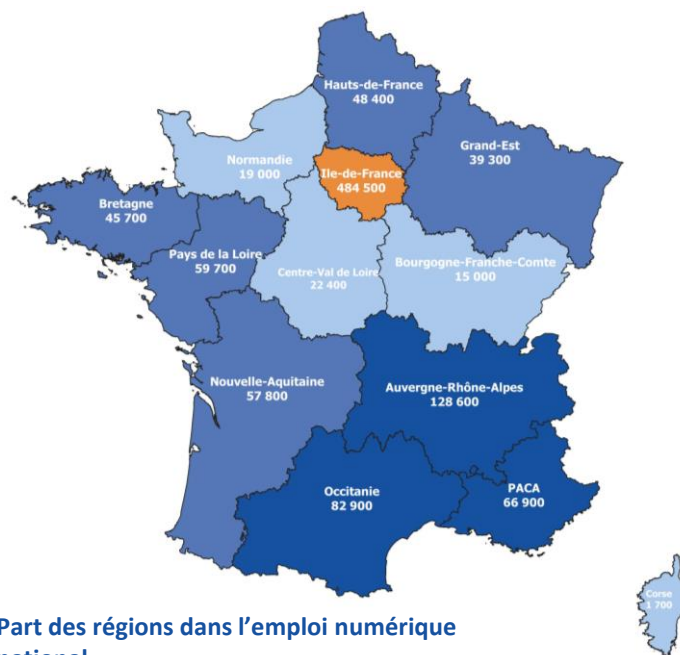 Hauts-de-France
48 400
Grand-Est
39 300
Normandie
19 000
Ile-de-France
484 500
Bretagne
45 700
Pays de la Loire
59 700
Centre-Val de Loire
22 400
Bourgogne-Franche-Comte
15 000
Nouvelle-Aquitaine
57 800
Auvergne-Rhône-Alpes
128 600
Occitanie
82 900
PACA
66 900
Corse
1 700
Part des régions dans l'emploi numérique
national